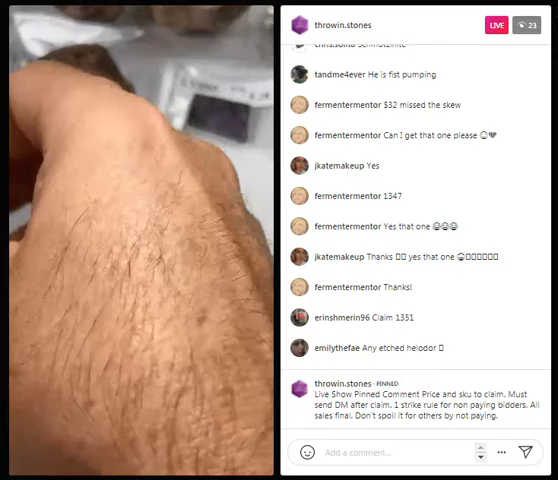 throwin.stones
LIVE
23
chris.solita Schmutzinite
tandme4ever He is fist pumping
fermentermentor $32 missed the skew
fermentermentor Can I get that one please
jkatemakeup Yes
fermentermentor 1347
fermentermentor Yes that one
jkatemakeup Thanks yes that one
fermentermentor Thanks!
erinshmerin96 Claim 1351
emilythefae Any etched helodor
throwin.stones · PINNED
Live Show Pinned Comment Price and sku to claim. Must
send DM after claim. 1 strike rule for non paying bidders. All
sales final. Don't spoil it for others by not paying.
Add a comment...